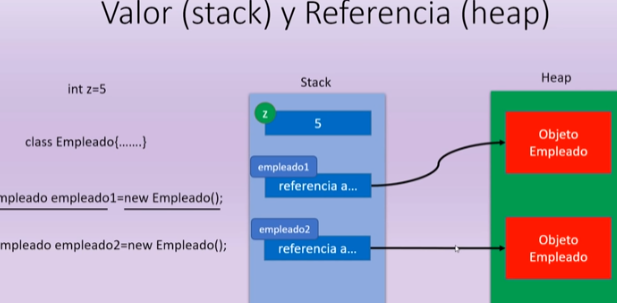 Valor (stack) y Referencia (heap)
Stack
Heap
int z=5
z
5
class Empleado{.......}
Objeto
Empleado
empleado1
referencia a...
mpleado empleado1=new Empleado();
empleado2
referencia a...
mpleado empleado2=new Empleado();
Objeto
Empleado